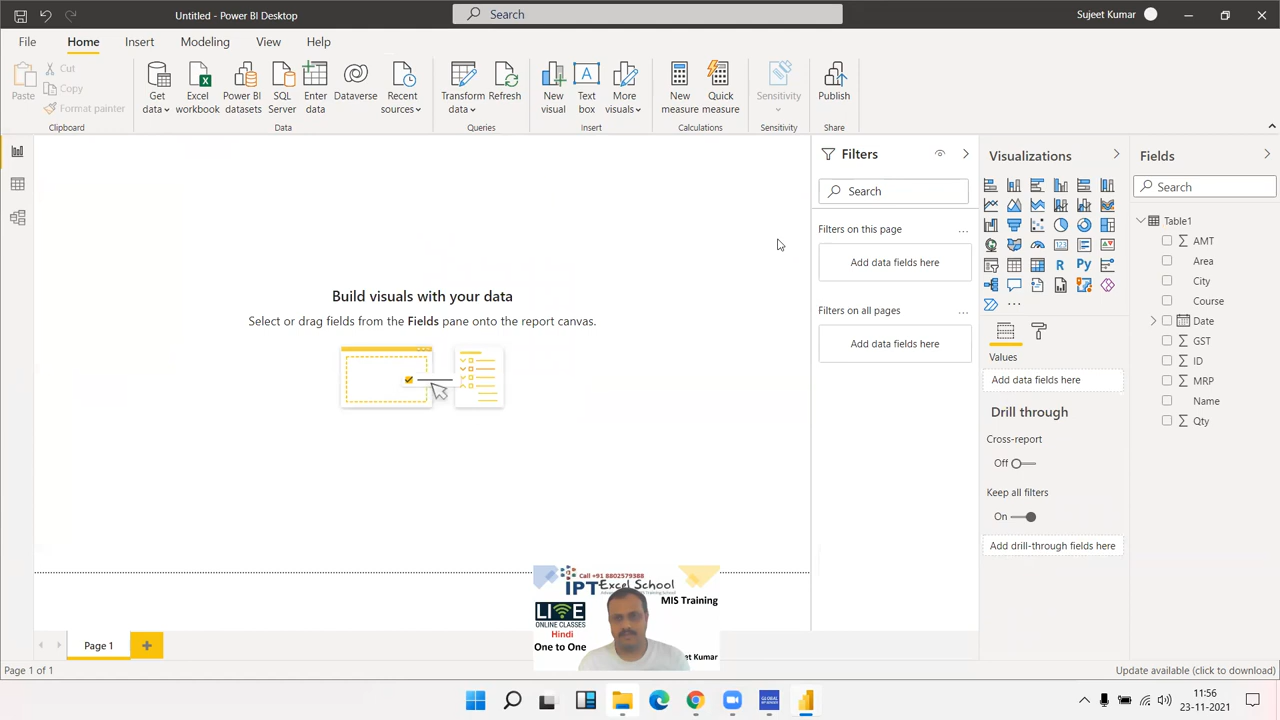 Untitled - Power BI Desktop
Search
Sujeet Kumar
File
Home
Insert
Modeling
View
Help
Paste
Cut
Copy
Format painter
Clipboard
Get data
Excel workbook
Power BI datasets
SQL Server
Enter data
Dataverse
Recent sources
Data
Transform data
Refresh
Queries
New visual
Text box
More visuals
Insert
New measure
Quick measure
Calculations
Sensitivity
Sensitivity
Publish
Share
Build visuals with your data
Select or drag fields from the Fields pane onto the report canvas.
Filters
Search
Filters on this page
Add data fields here
Filters on all pages
Add data fields here
Visualizations
R
Py
Values
Add data fields here
Drill through
Cross-report
Off
Keep all filters
On
Add drill-through fields here
Fields
Search
Table1
AMT
Area
City
Course
Date
GST
ID
MRP
Name
Qty
Call +91 8802579388
IPT Excel School
MIS Training
LIVE
ONLINE CLASSES
Hindi
One to One
eet Kumar
Page 1
Page 1 of 1
Update available (click to download)
11:56
23-11-2021